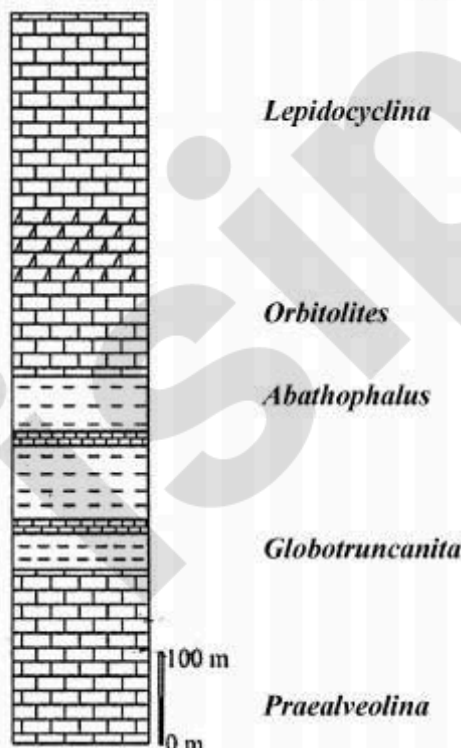 Lepidocyclina
Orbitolites
Abathophalus
Globotruncanita
100 m
Praealveolina
0 m